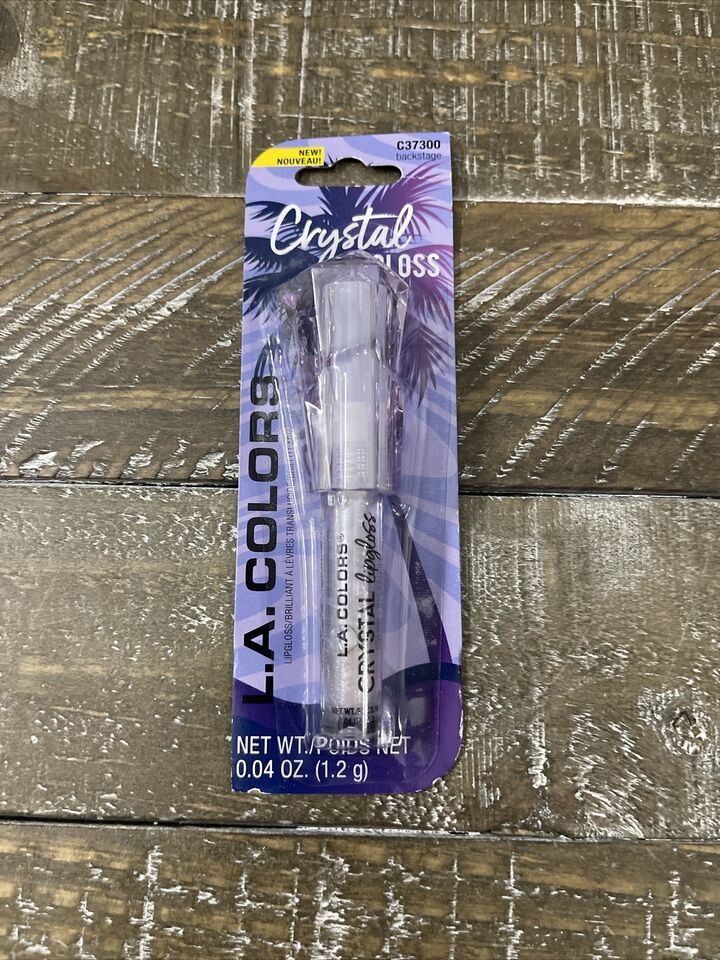 NEW!
NOUVEAU!
C37300
backstage
Crystal
GLOSS
L.A. COLORS
LIPGLOSS/BRILLIANT À LÈVRES
L.A. COLORS®
CRYSTAL lipgloss
NET WT./POIDS NET
0.04 OZ. (1.2 g)